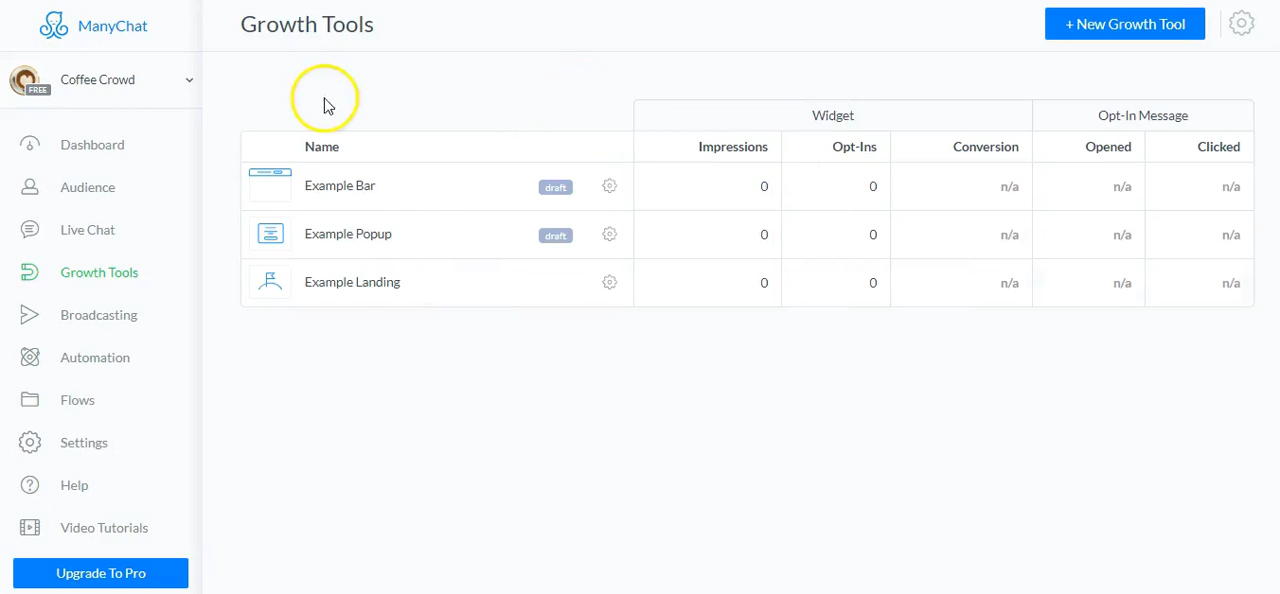 ManyChat
Growth Tools
+ New Growth Tool
FREE
Coffee Crowd
Dashboard
Audience
Live Chat
Growth Tools
Broadcasting
Automation
Flows
Settings
Help
Video Tutorials
Upgrade To Pro
Widget Opt-In Message
Name Impressions Opt-Ins Conversion Opened Clicked
Example Bar draft 0 0 n/a n/a n/a
Example Popup draft 0 0 n/a n/a n/a
Example Landing 0 0 n/a n/a n/a